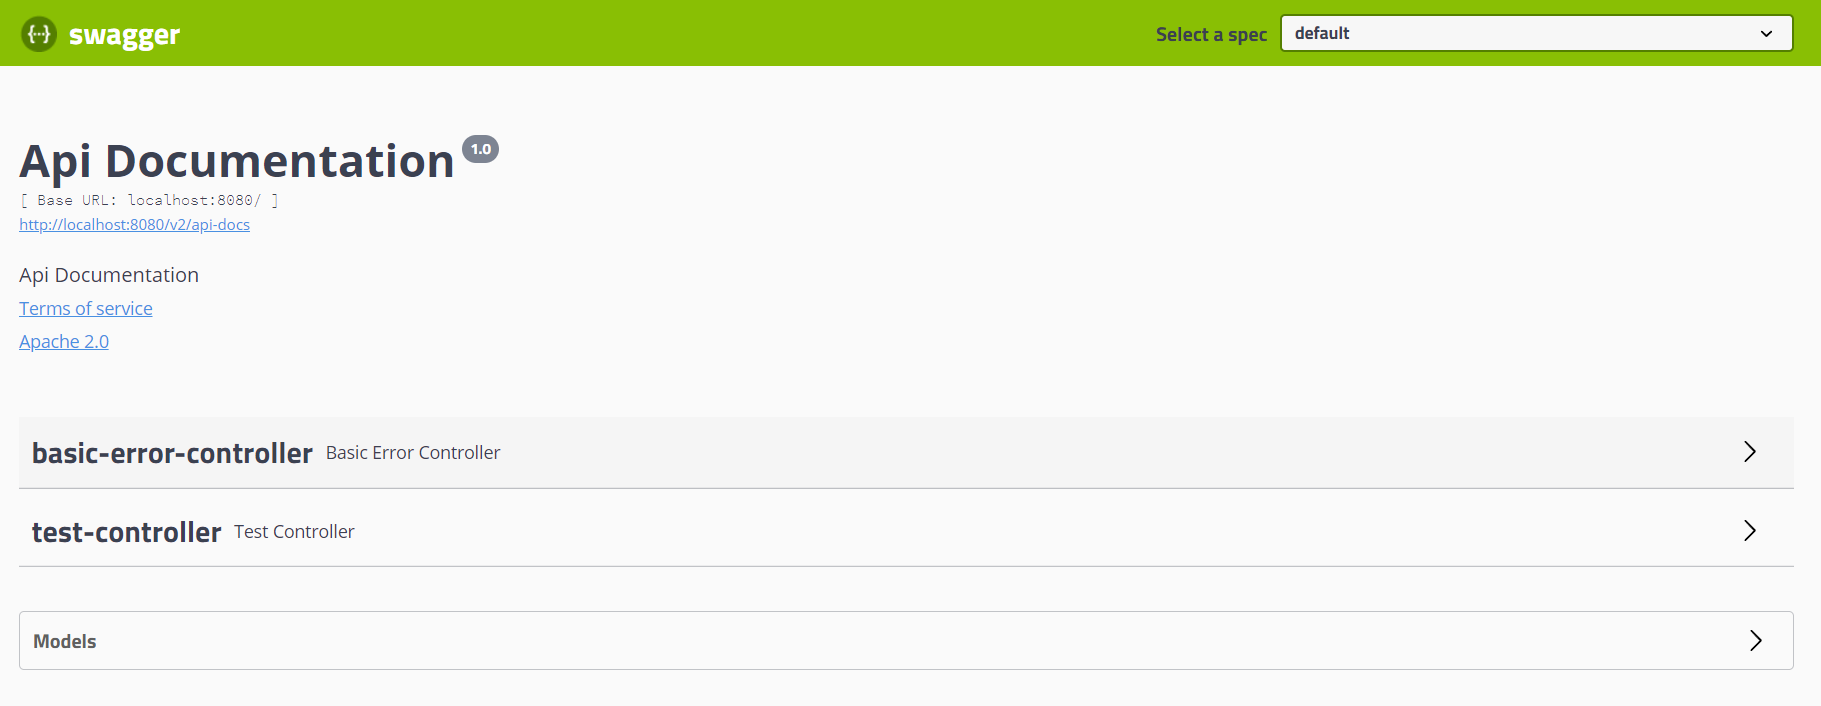 {···} swagger
Select a spec default
Api Documentation 1.0
[ Base URL: localhost:8080/ ]
http://localhost:8080/v2/api-docs
Api Documentation
Terms of service
Apache 2.0
basic-error-controller Basic Error Controller
test-controller Test Controller
Models